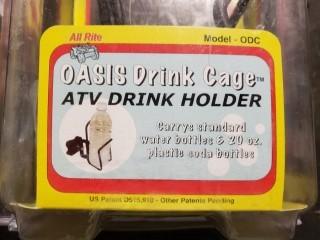 All Rite
Model - ODC
OASIS Drink Cage™
ATV DRINK HOLDER
Carrys standard
water bottles & 20 oz.
plastic soda bottles
US Patent D515,910 - Other Patents Pending